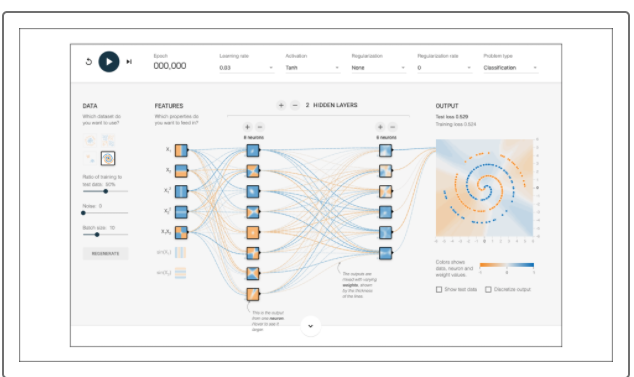 Epoch
000,000
Learning rate
0.03
Activation
Tanh
Regularization
None
Regularization rate
0
Problem type
Classification
DATA
Which dataset do
you want to use?
Ratio of training to
test data: 60%
Noise: 0
Batch size: 10
REGENERATE
FEATURES
Which properties do
you want to feed in?
X₁
X₂
X₁²
X₂²
X₁X₂
sin(X₁)
sin(X₂)
+ − 2 HIDDEN LAYERS
+ −
8 neurons
+ −
6 neurons
This is the output
from one neuron.
Hover to see it
larger.
The outputs are
mixed with varying
weights, shown
by the thickness
of the lines.
OUTPUT
Test loss 0.629
Training loss 0.629
Colors shows
data, neuron and
weight values.
Show test data
Discretize output